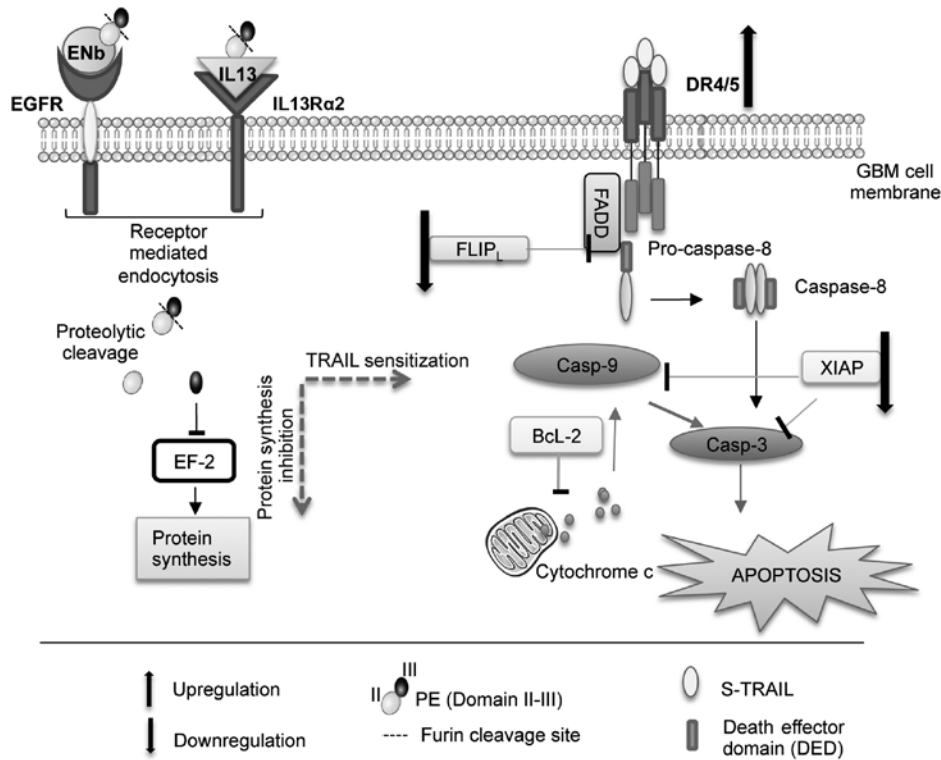 ENb
IL13
EGFR
IL13Rα2
DR4/5
GBM cell
membrane
Receptor
mediated
endocytosis
FADD
FLIPL
Pro-caspase-8
Caspase-8
Proteolytic
cleavage
TRAIL sensitization
Protein synthesis
inhibition
Casp-9
XIAP
BcL-2
Casp-3
EF-2
Protein
synthesis
Cytochrome c
APOPTOSIS
Upregulation
Downregulation
III
II
PE (Domain II-III)
Furin cleavage site
S-TRAIL
Death effector
domain (DED)